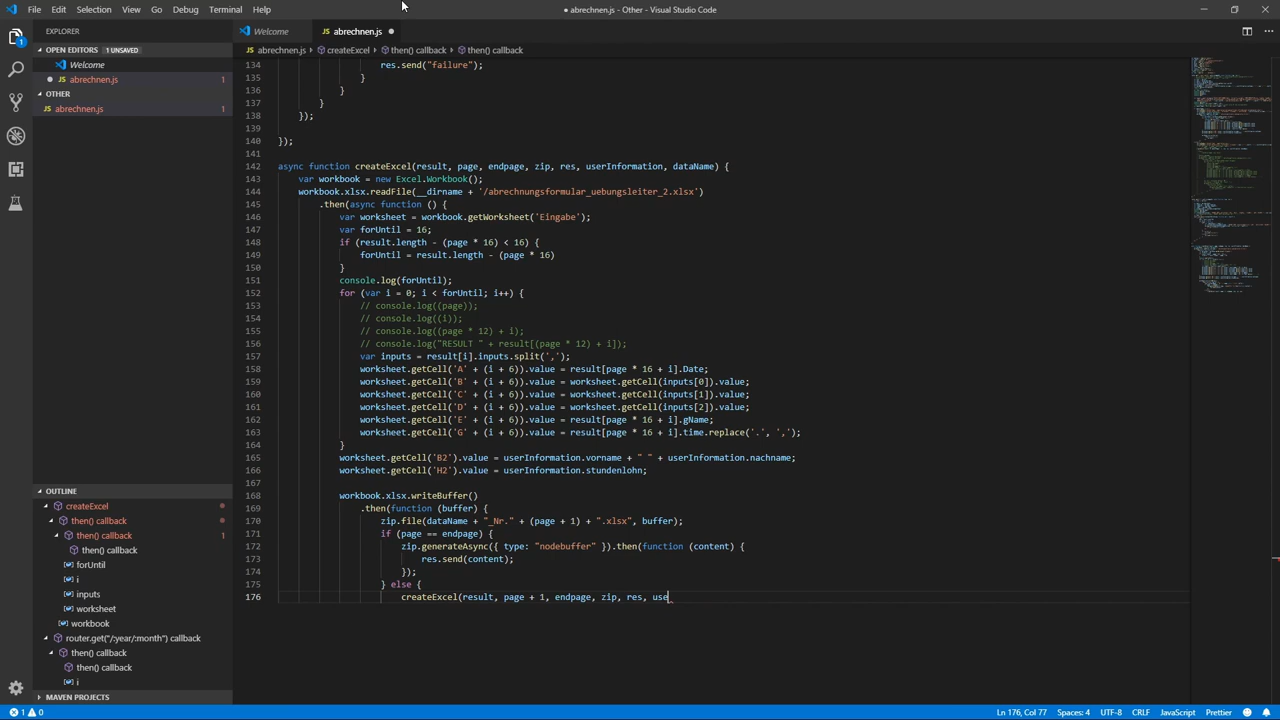 File Edit Selection View Go Debug Terminal Help
● abrechnen.js - Other - Visual Studio Code
EXPLORER
Welcome
JS abrechnen.js ●
OPEN EDITORS 1 UNSAVED
JS abrechnen.js > createExcel > then() callback > then() callback
Welcome
● JS abrechnen.js 1
OTHER
JS abrechnen.js 1
134 res.send("failure");
135 }
136 }
137 }
138 });
139
140 });
141
142 async function createExcel(result, page, endpage, zip, res, userInformation, dataName) {
143 var workbook = new Excel.Workbook();
144 workbook.xlsx.readFile(__dirname + '/abrechnungsformular_uebungsleiter_2.xlsx')
145 .then(async function () {
146 var worksheet = workbook.getWorksheet('Eingabe');
147 var forUntil = 16;
148 if (result.length - (page * 16) < 16) {
149 forUntil = result.length - (page * 16)
150 }
151 console.log(forUntil);
152 for (var i = 0; i < forUntil; i++) {
153 // console.log((page));
154 // console.log((i));
155 // console.log((page * 12) + i);
156 // console.log("RESULT " + result[(page * 12) + i]);
157 var inputs = result[i].inputs.split(',');
158 worksheet.getCell('A' + (i + 6)).value = result[page * 16 + i].Date;
159 worksheet.getCell('B' + (i + 6)).value = worksheet.getCell(inputs[0]).value;
160 worksheet.getCell('C' + (i + 6)).value = worksheet.getCell(inputs[1]).value;
161 worksheet.getCell('D' + (i + 6)).value = worksheet.getCell(inputs[2]).value;
162 worksheet.getCell('E' + (i + 6)).value = result[page * 16 + i].gName;
163 worksheet.getCell('G' + (i + 6)).value = result[page * 16 + i].time.replace('.', ',');
164 }
165 worksheet.getCell('B2').value = userInformation.vorname + " " + userInformation.nachname;
166 worksheet.getCell('H2').value = userInformation.stundenlohn;
167
168 workbook.xlsx.writeBuffer()
169 .then(function (buffer) {
170 zip.file(dataName + "_Nr." + (page + 1) + ".xlsx", buffer);
171 if (page == endpage) {
172 zip.generateAsync({ type: "nodebuffer" }).then(function (content) {
173 res.send(content);
174 });
175 } else {
176 createExcel(result, page + 1, endpage, zip, res, use
OUTLINE
createExcel
then() callback
then() callback 1
then() callback
forUntil
i
inputs
worksheet
workbook
router.get("/:year/:month") callback
then() callback
then() callback
i
MAVEN PROJECTS
1 0
Ln 176, Col 77 Spaces: 4 UTF-8 CRLF JavaScript Prettier